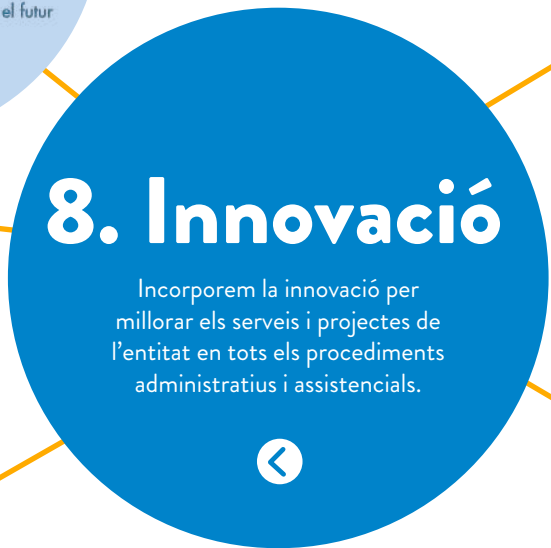 el futur
8. Innovació
Incorporem la innovació per
millorar els serveis i projectes de
l’entitat en tots els procediments
administratius i assistencials.